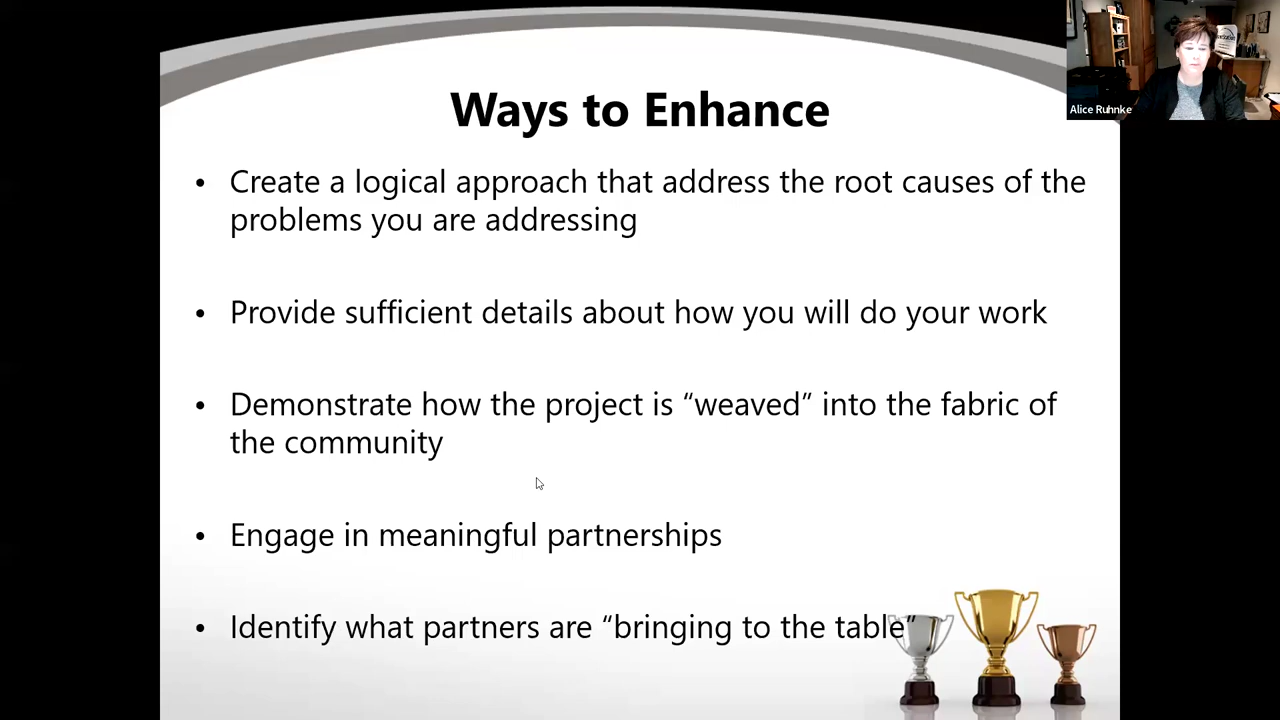 Ways to Enhance
Alice Ruhnke
• Create a logical approach that address the root causes of the
problems you are addressing
• Provide sufficient details about how you will do your work
• Demonstrate how the project is “weaved” into the fabric of
the community
• Engage in meaningful partnerships
• Identify what partners are “bringing to the table”